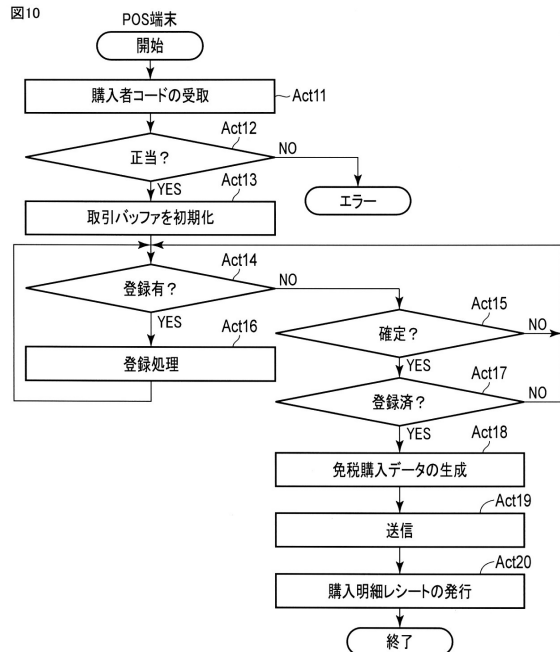 図10
POS端末
開始
購入者コードの受取
Act11
Act12
正当？
NO
YES
Act13
エラー
取引バッファを初期化
Act14
登録有？
NO
YES
Act15
確定？
NO
Act16
登録処理
YES
Act17
登録済？
NO
YES
Act18
免税購入データの生成
Act19
送信
Act20
購入明細レシートの発行
終了